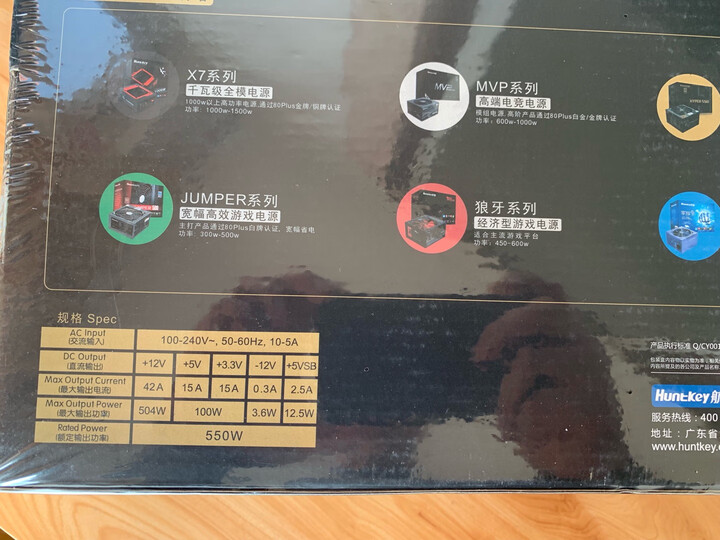 X7系列
千瓦级全模电源
1000w以上高功率电源,通过80Plus金牌/铜牌认证
功率：1000w-1500w
MVP系列
高端电竞电源
模组电源,高阶产品通过80Plus白金/金牌认证
功率：600w-1000w
JUMPER系列
宽幅高效游戏电源
主打产品通过80Plus白牌认证，宽幅省电
功率：300w-500w
狼牙系列
经济型游戏电源
适合主流游戏平台
功率：450-600w
规格 Spec
AC Input
(交流输入)
100-240V~, 50-60Hz, 10-5A
DC Output
(直流输出)
+12V +5V +3.3V -12V +5VSB
Max Output Current
(最大输出电流)
42A 15A 15A 0.3A 2.5A
Max Output Power
(最大输出功率)
504W 100W 3.6W 12.5W
Rated Power
(额定输出功率)
550W
产品执行标准 Q/CY001
Huntkey 航
服务热线：400
地址：广东省
www.huntkey.